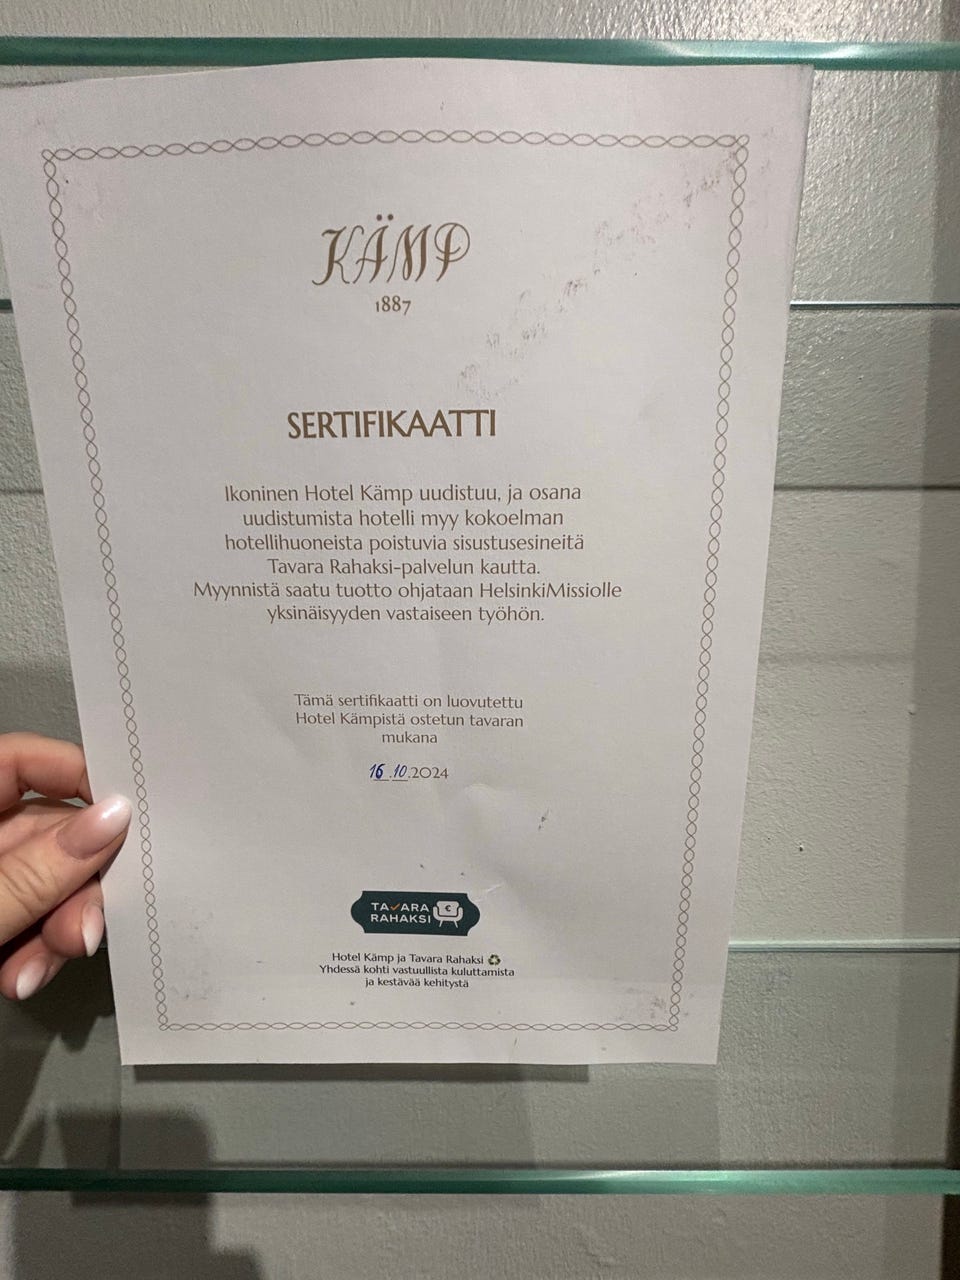 KÄMP
1887
SERTIFIKAATTI
Ikoninen Hotel Kämp uudistuu, ja osana
uudistumista hotelli myy kokoelman
hotellihuoneista poistuvia sisustusesineitä
Tavara Rahaksi-palvelun kautta.
Myynnistä saatu tuotto ohjataan HelsinkiMissiolle
yksinäisyyden vastaiseen työhön.
Tämä sertifikaatti on luovutettu
Hotel Kämpistä ostetun tavaran
mukana
16.10.2024
TAVARA
RAHAKSI €
Hotel Kämp ja Tavara Rahaksi ♻
Yhdessä kohti vastuullista kuluttamista
ja kestävää kehitystä